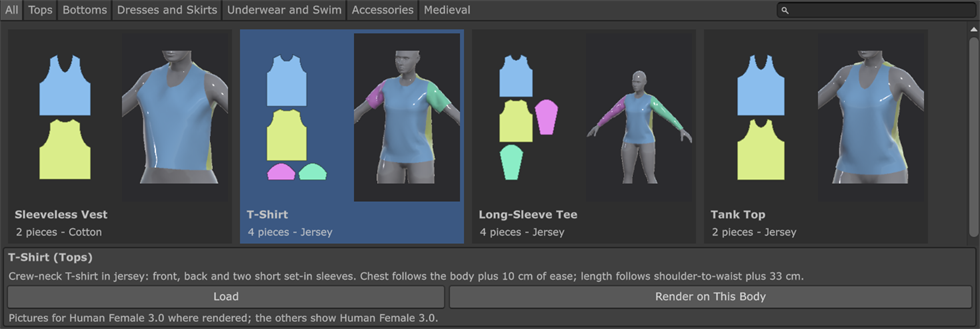 All Tops Bottoms Dresses and Skirts Underwear and Swim Accessories Medieval
Sleeveless Vest
2 pieces - Cotton
T-Shirt
4 pieces - Jersey
Long-Sleeve Tee
4 pieces - Jersey
Tank Top
2 pieces - Jersey
T-Shirt (Tops)
Crew-neck T-shirt in jersey: front, back and two short set-in sleeves. Chest follows the body plus 10 cm of ease; length follows shoulder-to-waist plus 33 cm.
Load
Render on This Body
Pictures for Human Female 3.0 where rendered; the others show Human Female 3.0.